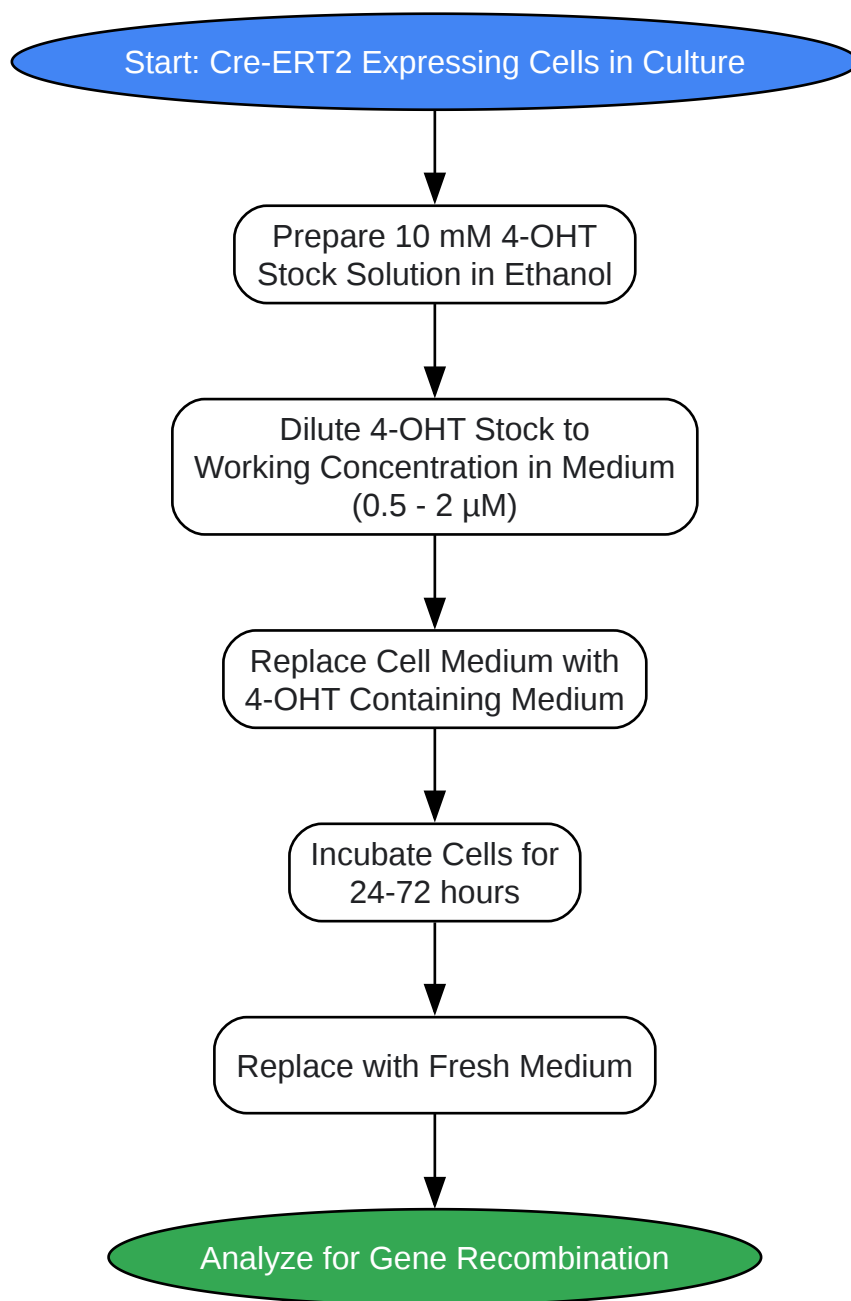 Start: Cre-ERT2 Expressing Cells in Culture
Prepare 10 mM 4-OHT
Stock Solution in Ethanol
Dilute 4-OHT Stock to
Working Concentration in Medium
(0.5 - 2 µM)
Replace Cell Medium with
4-OHT Containing Medium
Incubate Cells for
24-72 hours
Replace with Fresh Medium
Analyze for Gene Recombination